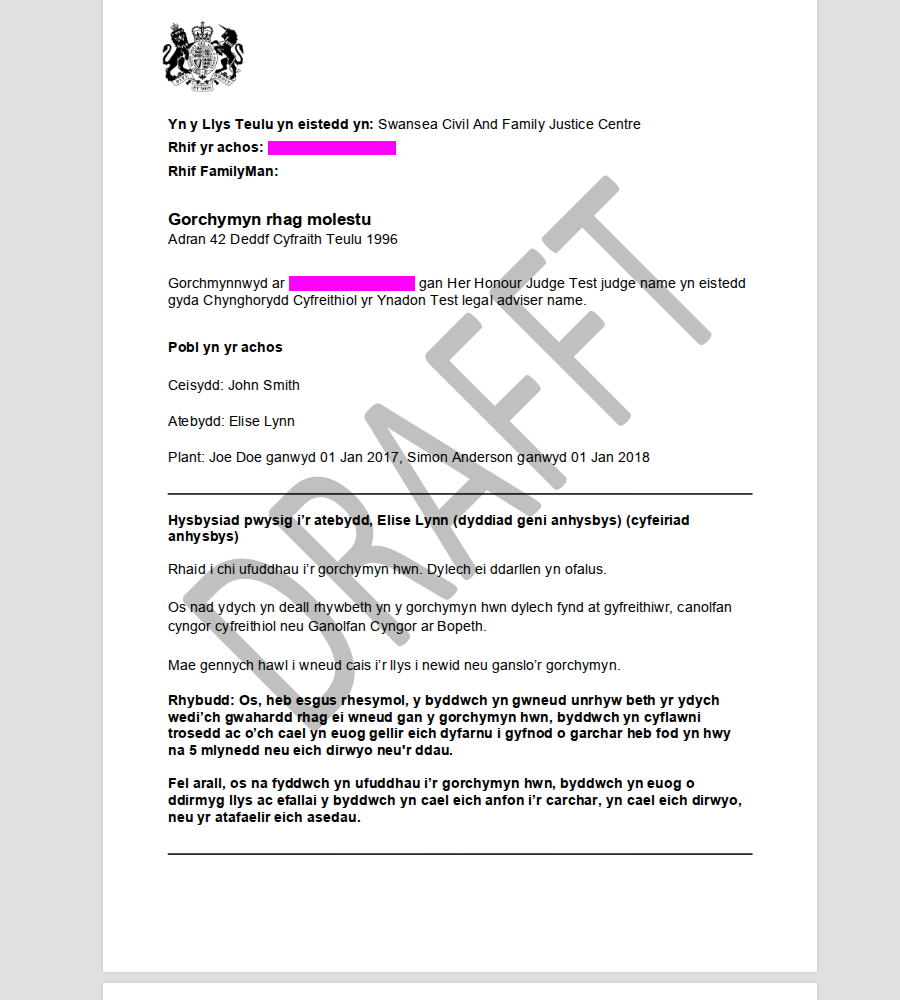 Yn y Llys Teulu yn eistedd yn: Swansea Civil And Family Justice Centre
Rhif yr achos:
Rhif FamilyMan:
Gorchymyn rhag molestu
Adran 42 Deddf Cyfraith Teulu 1996
Gorchmynnwyd ar gan Her Honour Judge Test judge name yn eistedd
gyda Chynghorydd Cyfreithiol yr Ynadon Test legal adviser name.
Pobl yn yr achos
Ceisydd: John Smith
Atebydd: Elise Lynn
Plant: Joe Doe ganwyd 01 Jan 2017, Simon Anderson ganwyd 01 Jan 2018
Hysbysiad pwysig i’r atebydd, Elise Lynn (dyddiad geni anhysbys) (cyfeiriad
anhysbys)
Rhaid i chi ufuddhau i’r gorchymyn hwn. Dylech ei ddarllen yn ofalus.
Os nad ydych yn deall rhywbeth yn y gorchymyn hwn dylech fynd at gyfreithiwr, canolfan
cyngor cyfreithiol neu Ganolfan Cyngor ar Bopeth.
Mae gennych hawl i wneud cais i’r llys i newid neu ganslo’r gorchymyn.
Rhybudd: Os, heb esgus rhesymol, y byddwch yn gwneud unrhyw beth yr ydych
wedi’ch gwahardd rhag ei wneud gan y gorchymyn hwn, byddwch yn cyflawni
trosedd ac o’ch cael yn euog gellir eich dyfarnu i gyfnod o garchar heb fod yn hwy
na 5 mlynedd neu eich dirwyo neu'r ddau.
Fel arall, os na fyddwch yn ufuddhau i’r gorchymyn hwn, byddwch yn euog o
ddirmyg llys ac efallai y byddwch yn cael eich anfon i’r carchar, yn cael eich dirwyo,
neu yr atafaelir eich asedau.
DRAFFT